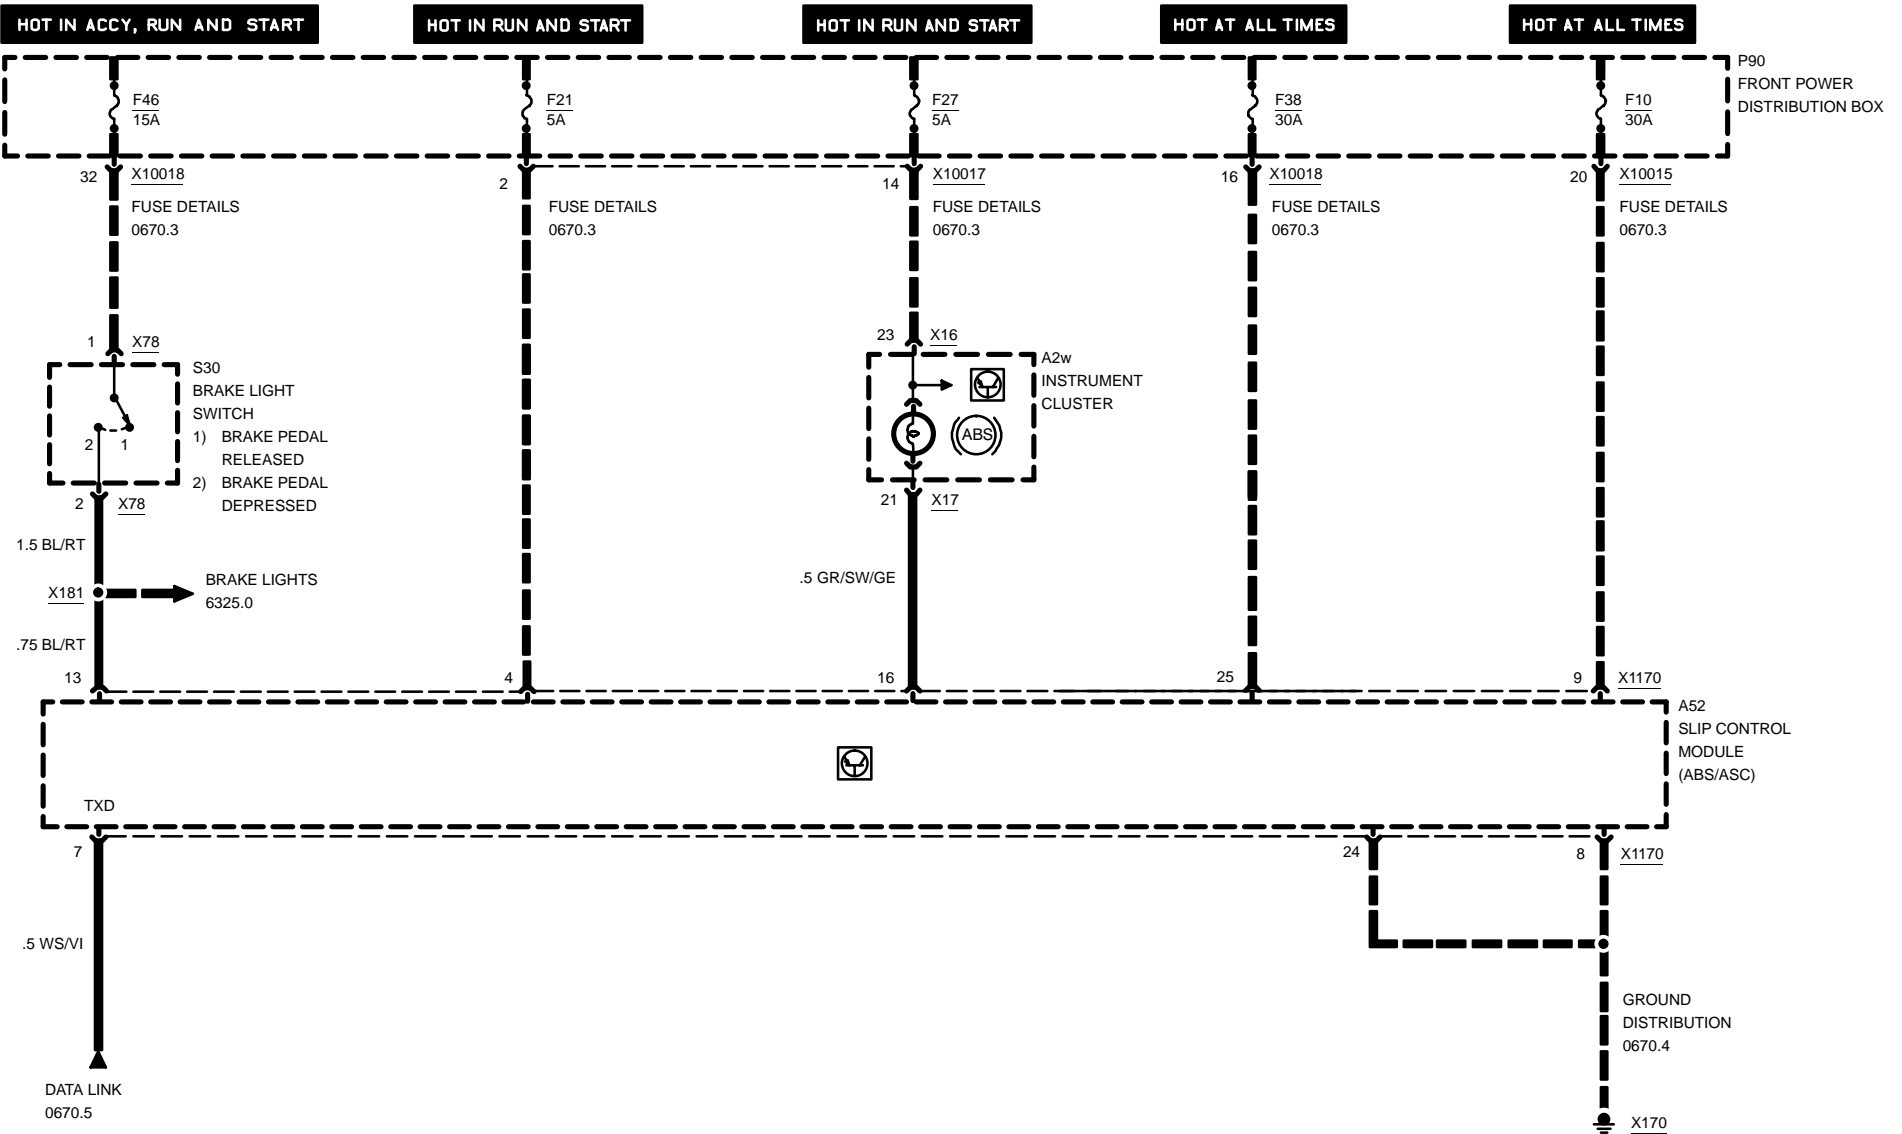 HOT IN ACCY, RUN AND START
HOT IN RUN AND START
HOT IN RUN AND START
HOT AT ALL TIMES
HOT AT ALL TIMES
P90
FRONT POWER
DISTRIBUTION BOX
F46
15A
F21
5A
F27
5A
F38
30A
F10
30A
32
X10018
2
14
X10017
16
X10018
20
X10015
FUSE DETAILS
0670.3
FUSE DETAILS
0670.3
FUSE DETAILS
0670.3
FUSE DETAILS
0670.3
FUSE DETAILS
0670.3
1
X78
S30
BRAKE LIGHT
SWITCH
1) BRAKE PEDAL
RELEASED
2) BRAKE PEDAL
DEPRESSED
2
1
2
X78
23
X16
A2w
INSTRUMENT
CLUSTER
ABS
21
X17
1.5 BL/RT
X181
BRAKE LIGHTS
6325.0
.75 BL/RT
.5 GR/SW/GE
13
4
16
25
9
X1170
A52
SLIP CONTROL
MODULE
(ABS/ASC)
TXD
7
24
8
X1170
.5 WS/VI
GROUND
DISTRIBUTION
0670.4
DATA LINK
0670.5
X170